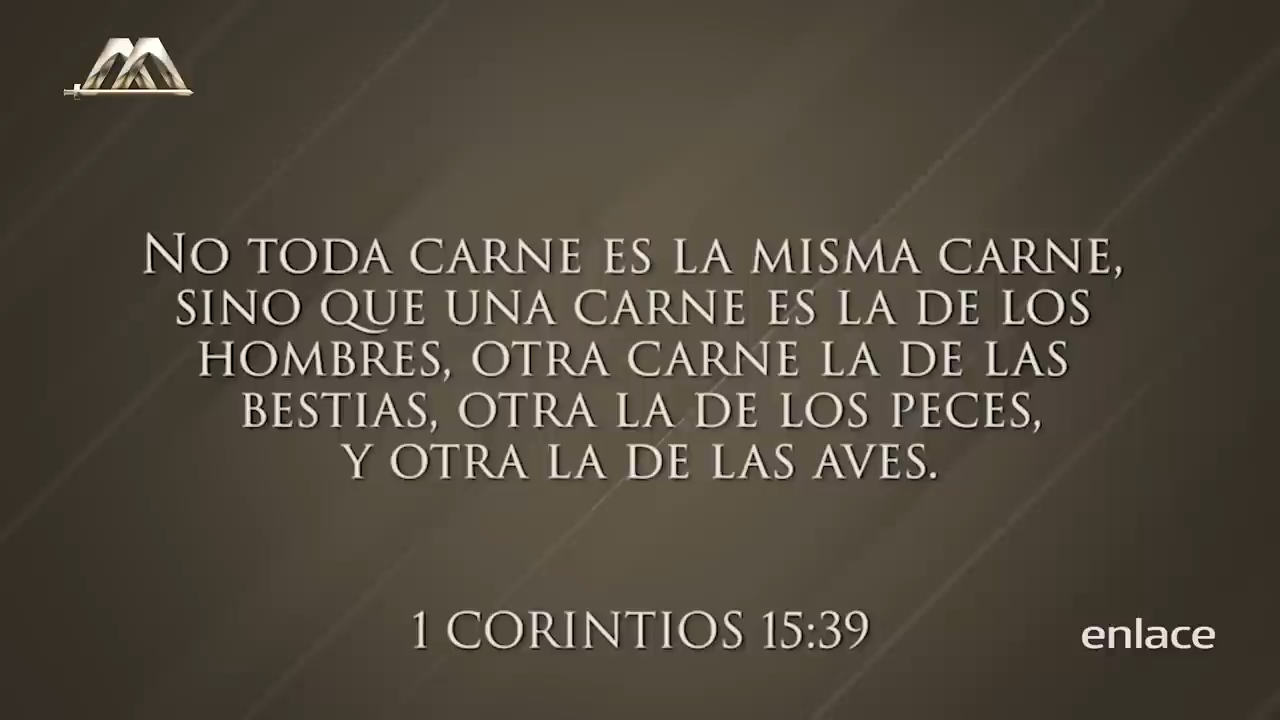 No toda carne es la misma carne,
sino que una carne es la de los
hombres, otra carne la de las
bestias, otra la de los peces,
y otra la de las aves.
1 CORINTIOS 15:39
enlace